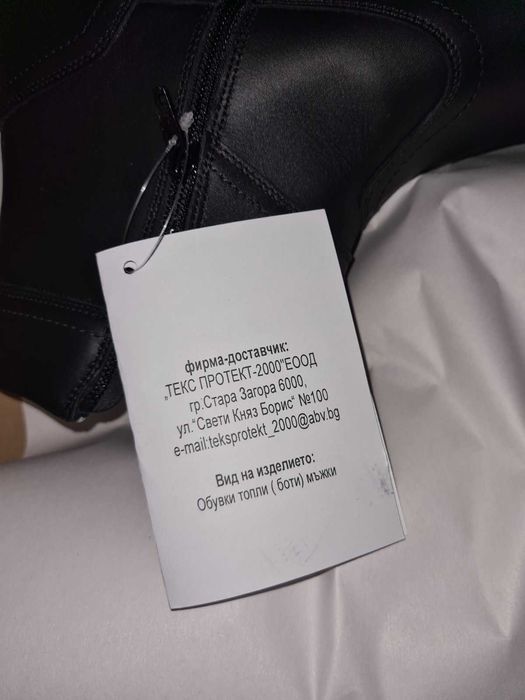 фирма-доставчик:
„ТЕКС ПРОТЕКТ-2000"ЕООД
гр.Стара Загора 6000,
ул.“Свети Княз Борис“ №100
e-mail:teksprotekt_2000@abv.bg
Вид на изделието:
Обувки топли ( боти) мъжки